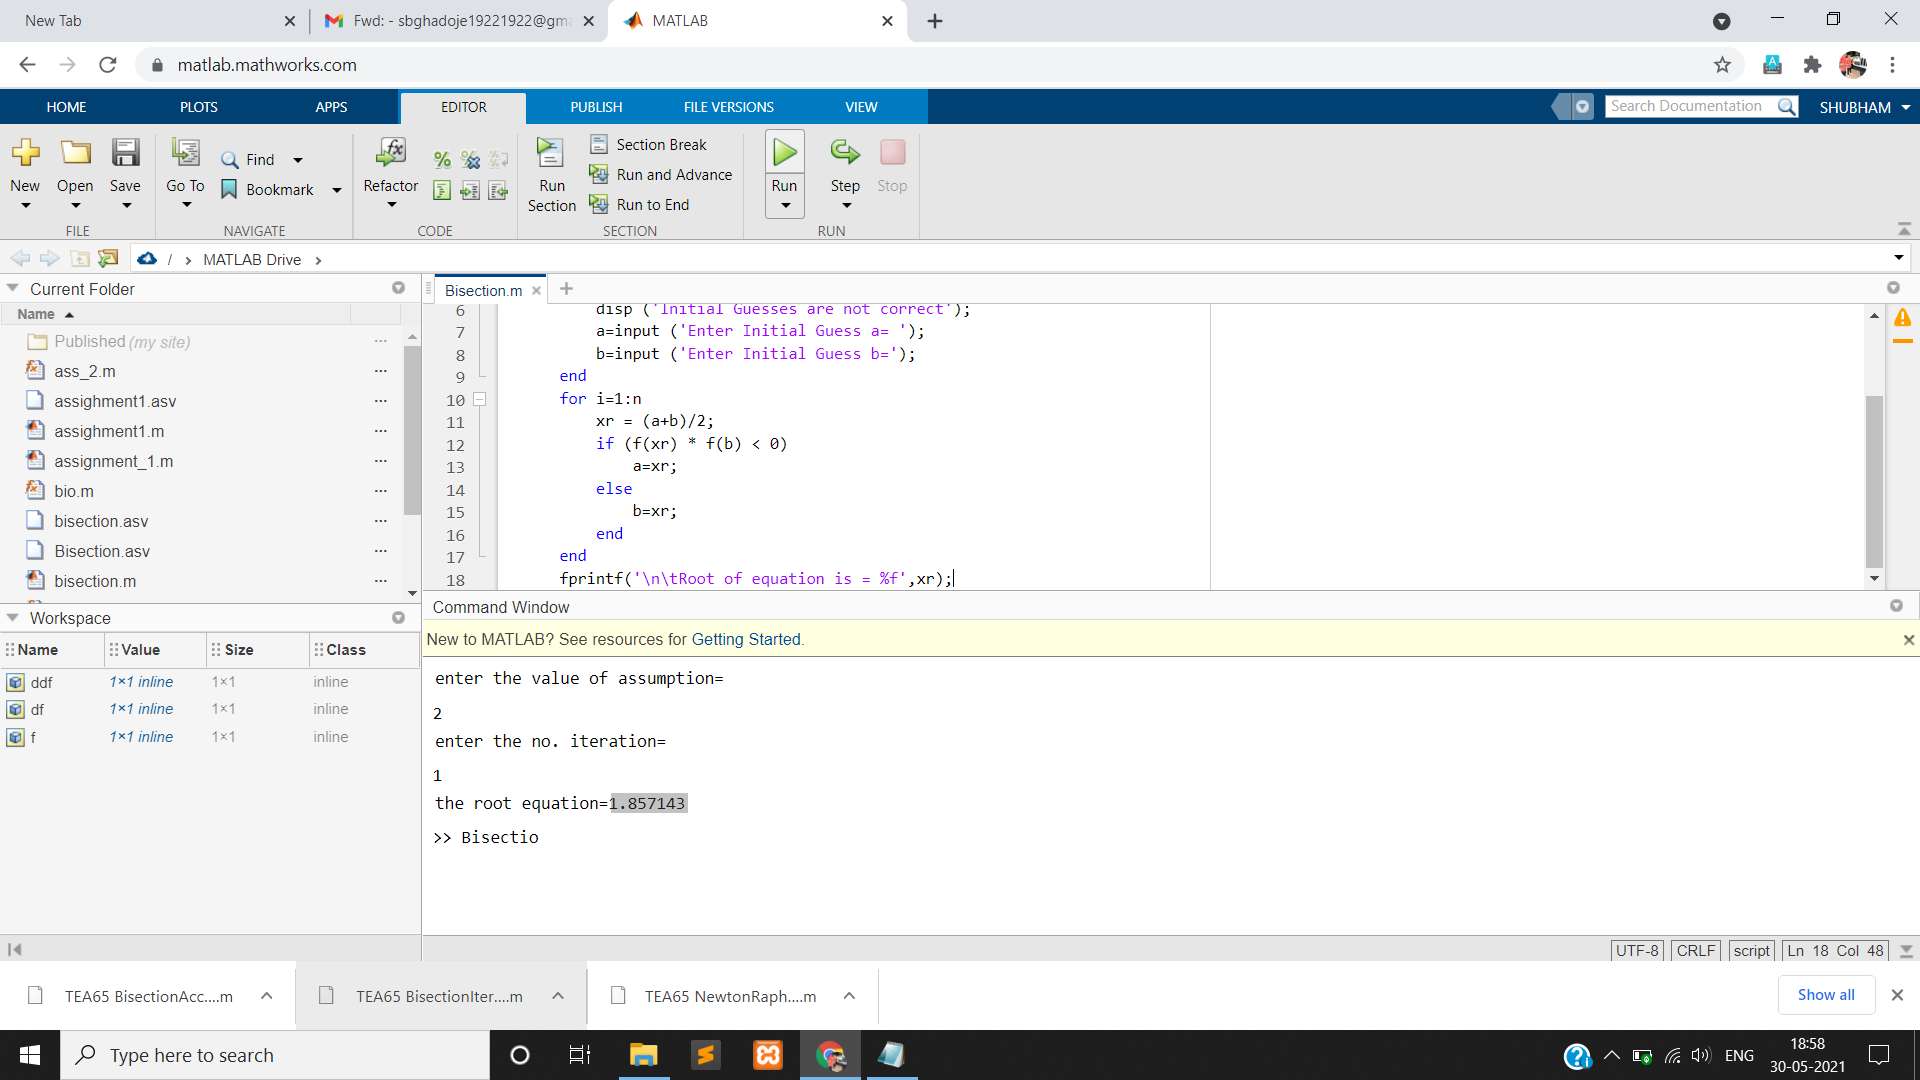 New Tab
Fwd: - sbghadoje19221922@gm
MATLAB
matlab.mathworks.com
HOME PLOTS APPS EDITOR PUBLISH FILE VERSIONS VIEW
Search Documentation
SHUBHAM
New
Open
Save
FILE
Go To
Find
Bookmark
NAVIGATE
Refactor
CODE
Run Section
Section Break
Run and Advance
Run to End
SECTION
Run
Step
Stop
RUN
/ > MATLAB Drive >
Current Folder
Name
Published (my site)
ass_2.m
assighment1.asv
assighment1.m
assignment_1.m
bio.m
bisection.asv
Bisection.asv
bisection.m
Workspace
Name Value Size Class
ddf 1×1 inline 1×1 inline
df 1×1 inline 1×1 inline
f 1×1 inline 1×1 inline
Bisection.m
6 disp ('Initial Guesses are not correct');
7 a=input ('Enter Initial Guess a= ');
8 b=input ('Enter Initial Guess b=');
9 end
10 for i=1:n
11 xr = (a+b)/2;
12 if (f(xr) * f(b) < 0)
13 a=xr;
14 else
15 b=xr;
16 end
17 end
18 fprintf('\n\tRoot of equation is = %f',xr);
Command Window
New to MATLAB? See resources for Getting Started.
enter the value of assumption=
2
enter the no. iteration=
1
the root equation=1.857143
>> Bisectio
UTF-8 CRLF script Ln 18 Col 48
TEA65 BisectionAcc....m
TEA65 BisectionIter....m
TEA65 NewtonRaph....m
Show all
Type here to search
ENG
18:58
30-05-2021